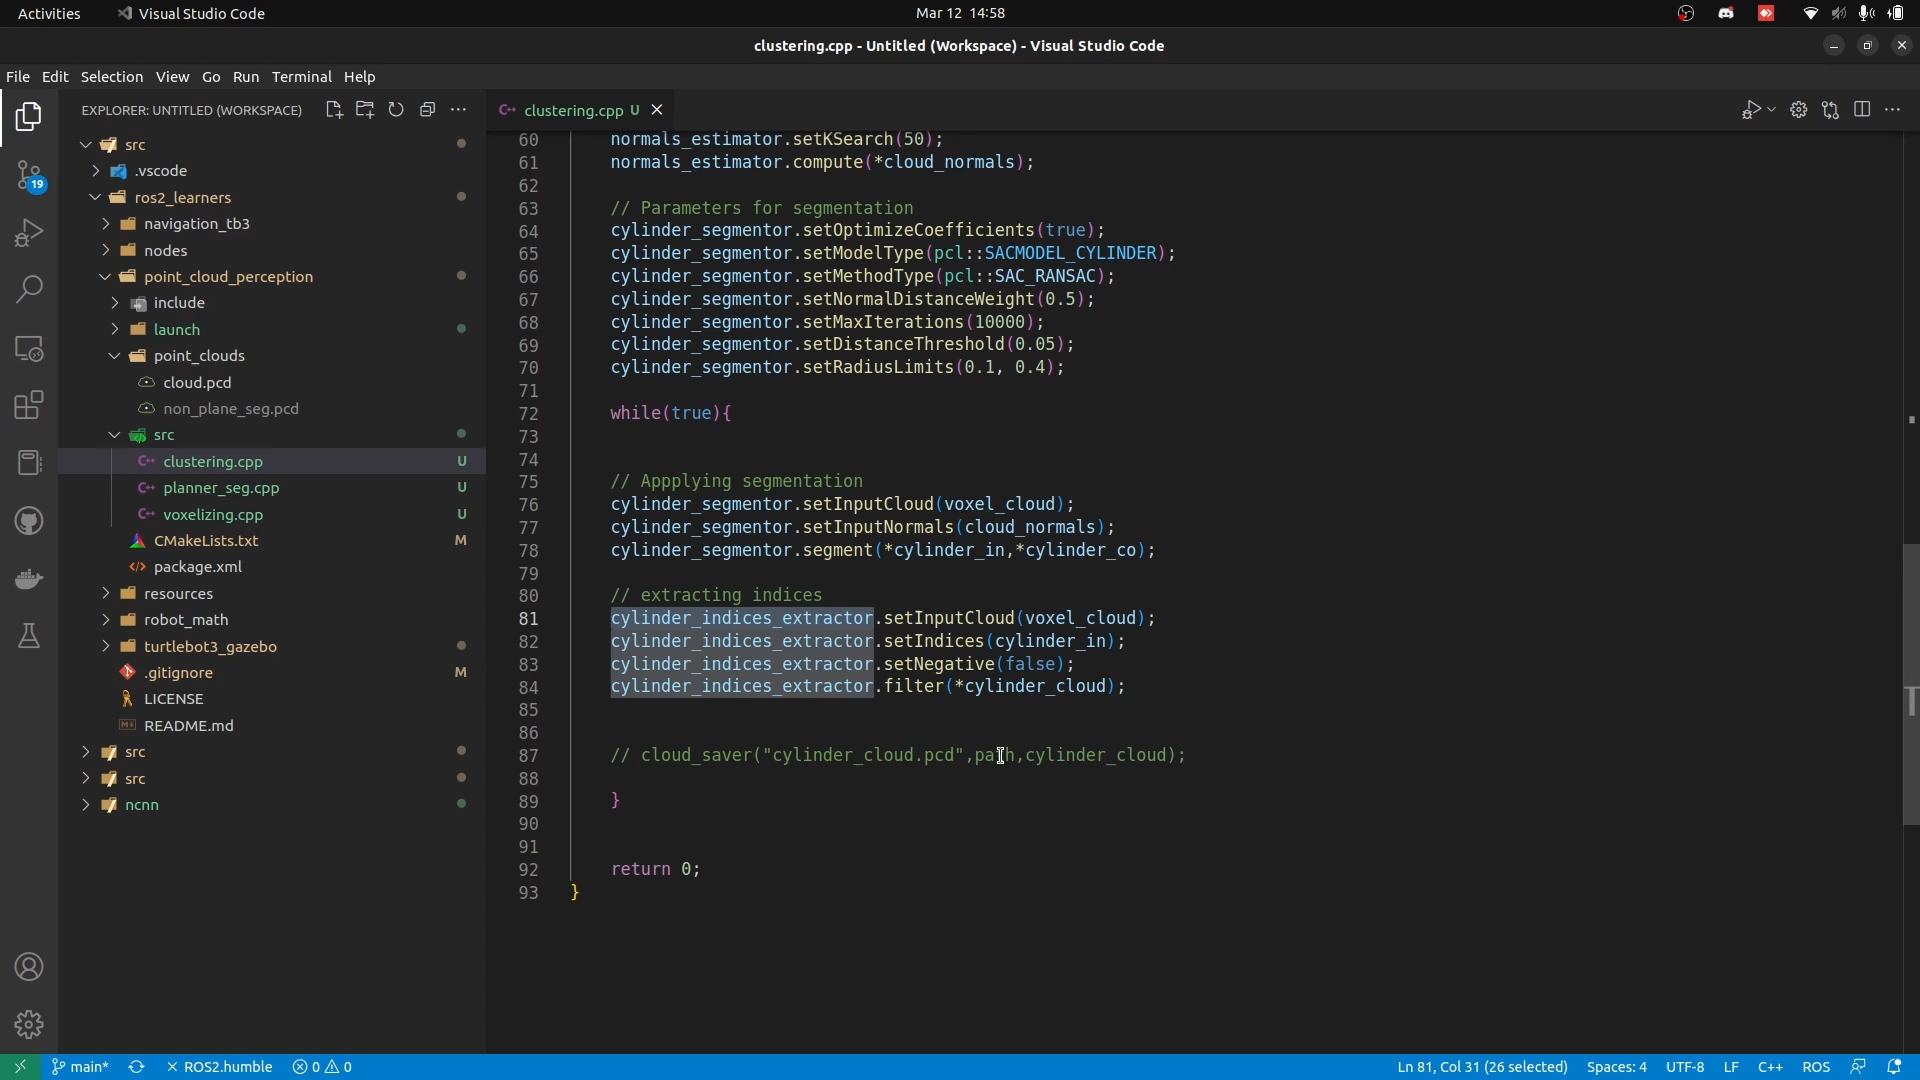 Activities
Visual Studio Code
Mar 12 14:58
clustering.cpp - Untitled (Workspace) - Visual Studio Code
File Edit Selection View Go Run Terminal Help
EXPLORER: UNTITLED (WORKSPACE)
src
.vscode
ros2_learners
navigation_tb3
nodes
point_cloud_perception
include
launch
point_clouds
cloud.pcd
non_plane_seg.pcd
src
clustering.cpp U
planner_seg.cpp U
voxelizing.cpp U
CMakeLists.txt M
package.xml
resources
robot_math
turtlebot3_gazebo
.gitignore M
LICENSE
README.md
src
src
ncnn
19
clustering.cpp U
60 normals_estimator.setKSearch(50);
61 normals_estimator.compute(*cloud_normals);
62
63 // Parameters for segmentation
64 cylinder_segmentor.setOptimizeCoefficients(true);
65 cylinder_segmentor.setModelType(pcl::SACMODEL_CYLINDER);
66 cylinder_segmentor.setMethodType(pcl::SAC_RANSAC);
67 cylinder_segmentor.setNormalDistanceWeight(0.5);
68 cylinder_segmentor.setMaxIterations(10000);
69 cylinder_segmentor.setDistanceThreshold(0.05);
70 cylinder_segmentor.setRadiusLimits(0.1, 0.4);
71
72 while(true){
73
74
75 // Appplying segmentation
76 cylinder_segmentor.setInputCloud(voxel_cloud);
77 cylinder_segmentor.setInputNormals(cloud_normals);
78 cylinder_segmentor.segment(*cylinder_in,*cylinder_co);
79
80 // extracting indices
81 cylinder_indices_extractor.setInputCloud(voxel_cloud);
82 cylinder_indices_extractor.setIndices(cylinder_in);
83 cylinder_indices_extractor.setNegative(false);
84 cylinder_indices_extractor.filter(*cylinder_cloud);
85
86
87 // cloud_saver("cylinder_cloud.pcd",path,cylinder_cloud);
88
89 }
90
91
92 return 0;
93 }
main* ROS2.humble 0 0
Ln 81, Col 31 (26 selected) Spaces: 4 UTF-8 LF C++ ROS